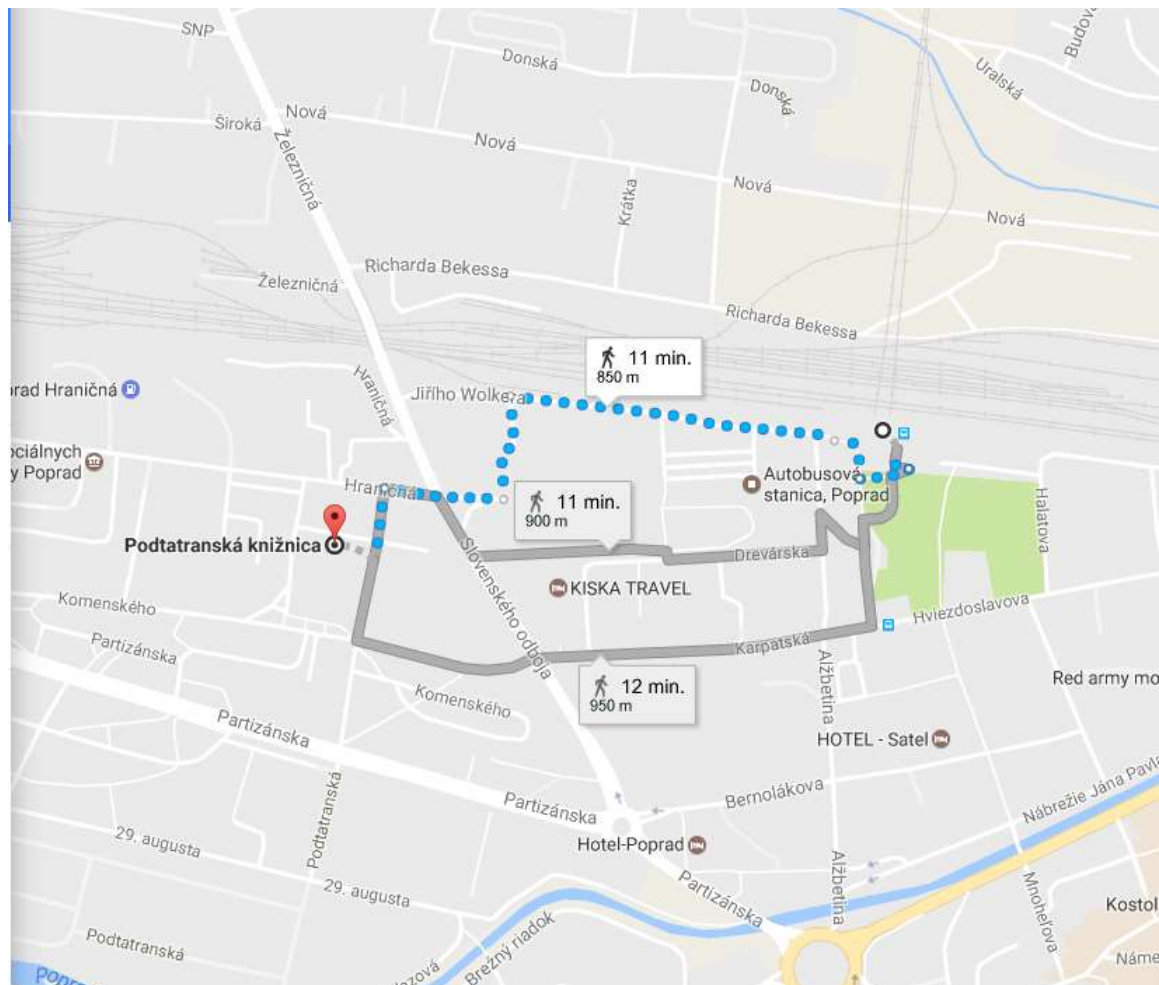 SNP
Budova
Donská
Donská
Uralská
Široká
Nová
Nová
Nová
Nová
Železničná
Krátka
Richarda Bekessa
Železničná
Richarda Bekessa
11 min.
850 m
Hraničná
Jiřího Wolkera
orad Hraničná
ociálnych
y Poprad
Autobusová
stanica, Poprad
Hraničná
11 min.
900 m
Halatova
Podtatranská knižnica
Drevárska
KISKA TRAVEL
Slovenského odboja
Komenského
Hviezdoslavova
Partizánska
Karpatská
Alžbetina
12 min.
950 m
Komenského
Red army mo
Partizánska
HOTEL - Satel
Podtatranská
Partizánska
Bernolákova
Nábrežie Jána Pavla
Hotel-Poprad
29. augusta
29. augusta
Partizánska
Alžbetina
Mnoheľova
Kostol
Podtatranská
Brežný riadok
Náme
Popr